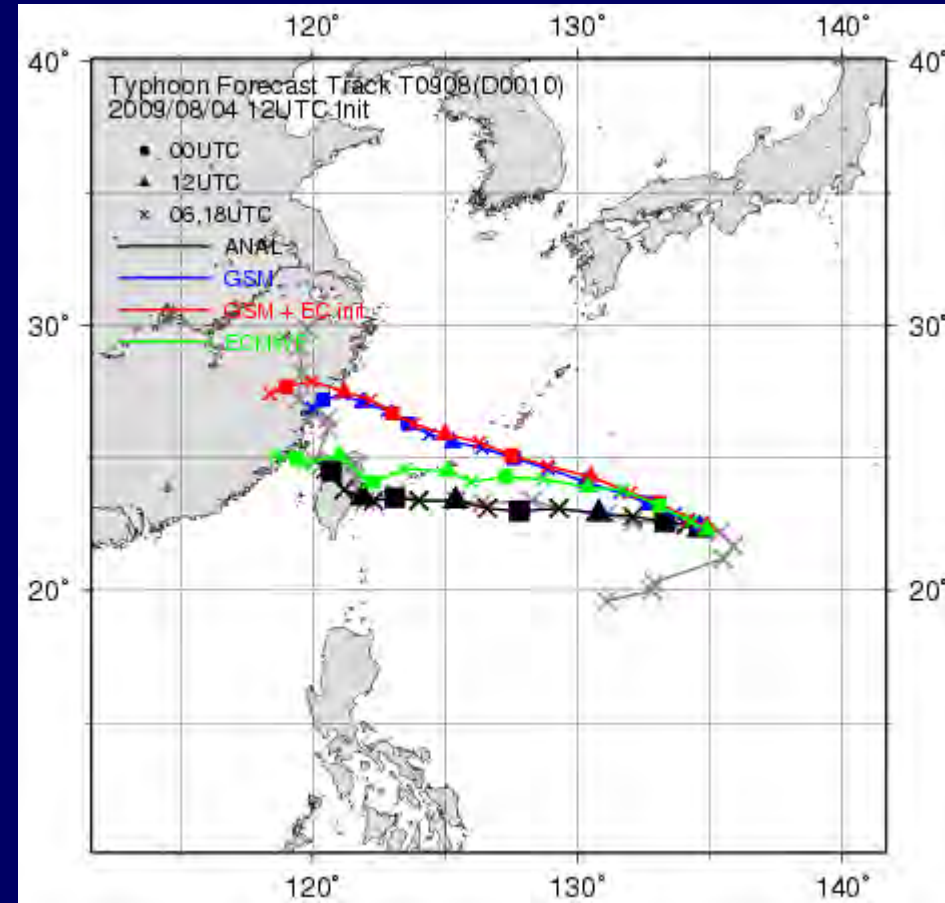 120° 130° 140°
40° 40°
Typhoon Forecast Track T0908(D0010)
2009/08/04 12UTC Init
00UTC
12UTC
06,18UTC
ANAL
GSM
GSM + EC init
30° 30°
20° 20°
120° 130° 140°